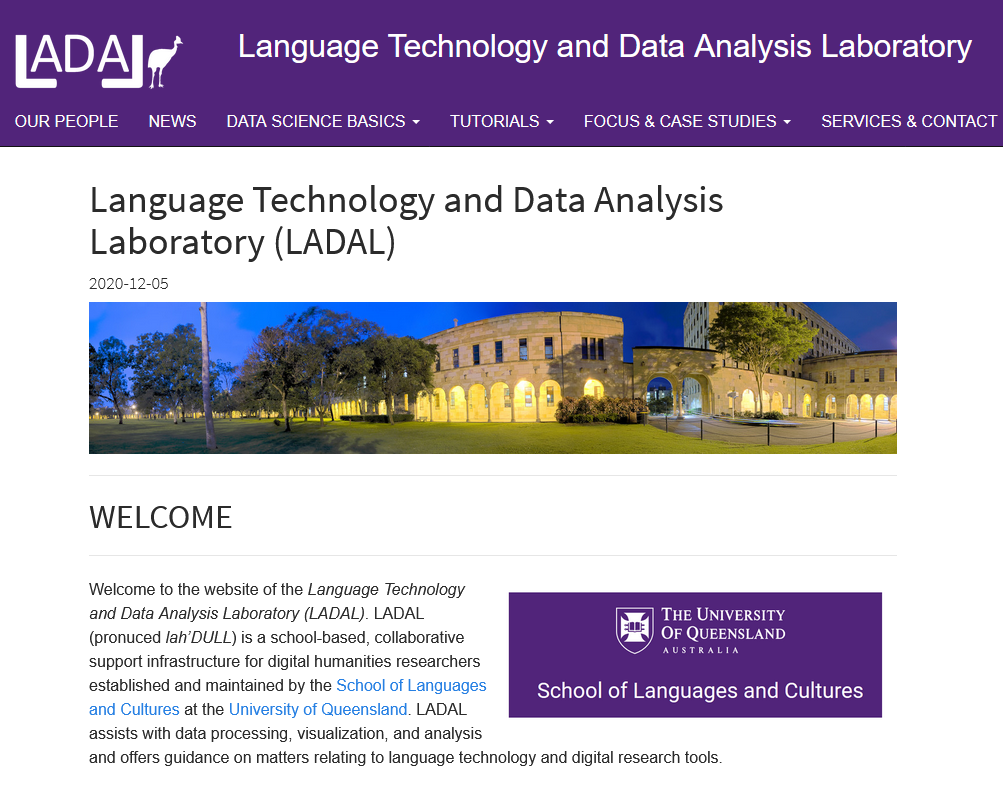 LADAL
Language Technology and Data Analysis Laboratory
OUR PEOPLE NEWS DATA SCIENCE BASICS TUTORIALS FOCUS & CASE STUDIES SERVICES & CONTACT
Language Technology and Data Analysis
Laboratory (LADAL)
2020-12-05
WELCOME
Welcome to the website of the Language Technology
and Data Analysis Laboratory (LADAL). LADAL
(pronuced lah’DULL) is a school-based, collaborative
support infrastructure for digital humanities researchers
established and maintained by the School of Languages
and Cultures at the University of Queensland. LADAL
assists with data processing, visualization, and analysis
and offers guidance on matters relating to language technology and digital research tools.
THE UNIVERSITY
OF QUEENSLAND
AUSTRALIA
School of Languages and Cultures